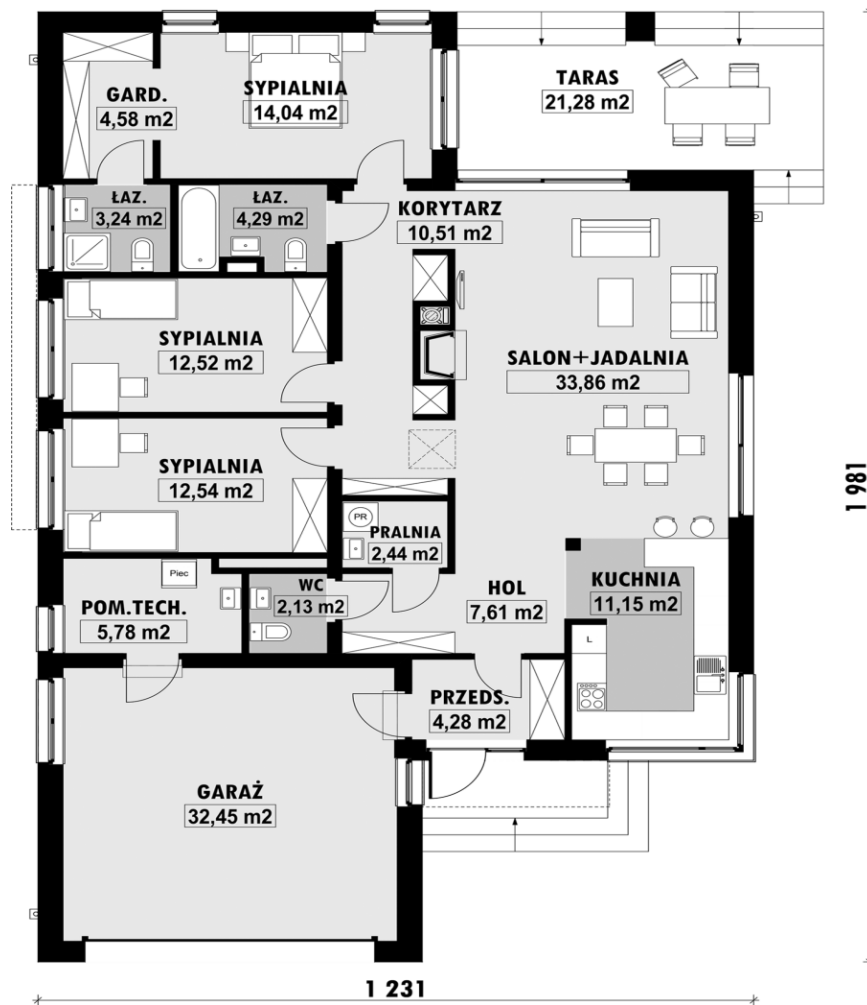 TARAS
21,28 m2
SYPIALNIA
14,04 m2
GARD.
4,58 m2
ŁAZ.
3,24 m2
ŁAZ.
4,29 m2
KORYTARZ
10,51 m2
SYPIALNIA
12,52 m2
SALON+JADALNIA
33,86 m2
SYPIALNIA
12,54 m2
PR
PRALNIA
2,44 m2
Piec
POM.TECH.
5,78 m2
WC
2,13 m2
HOL
7,61 m2
KUCHNIA
11,15 m2
L
PRZEDS.
4,28 m2
GARAŻ
32,45 m2
1 981
1 231